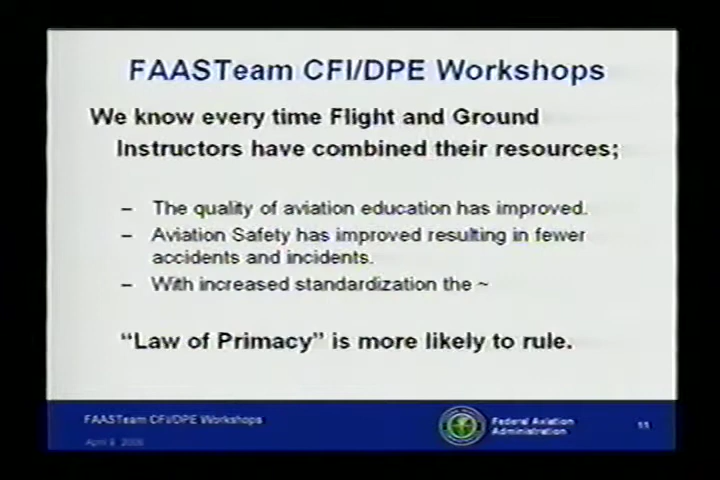 FAASTeam CFI/DPE Workshops
We know every time Flight and Ground
Instructors have combined their resources;
– The quality of aviation education has improved.
– Aviation Safety has improved resulting in fewer
accidents and incidents.
– With increased standardization the ~
“Law of Primacy” is more likely to rule.
FAASTeam CFI/DPE Workshops
Federal Aviation
Administration
11
April